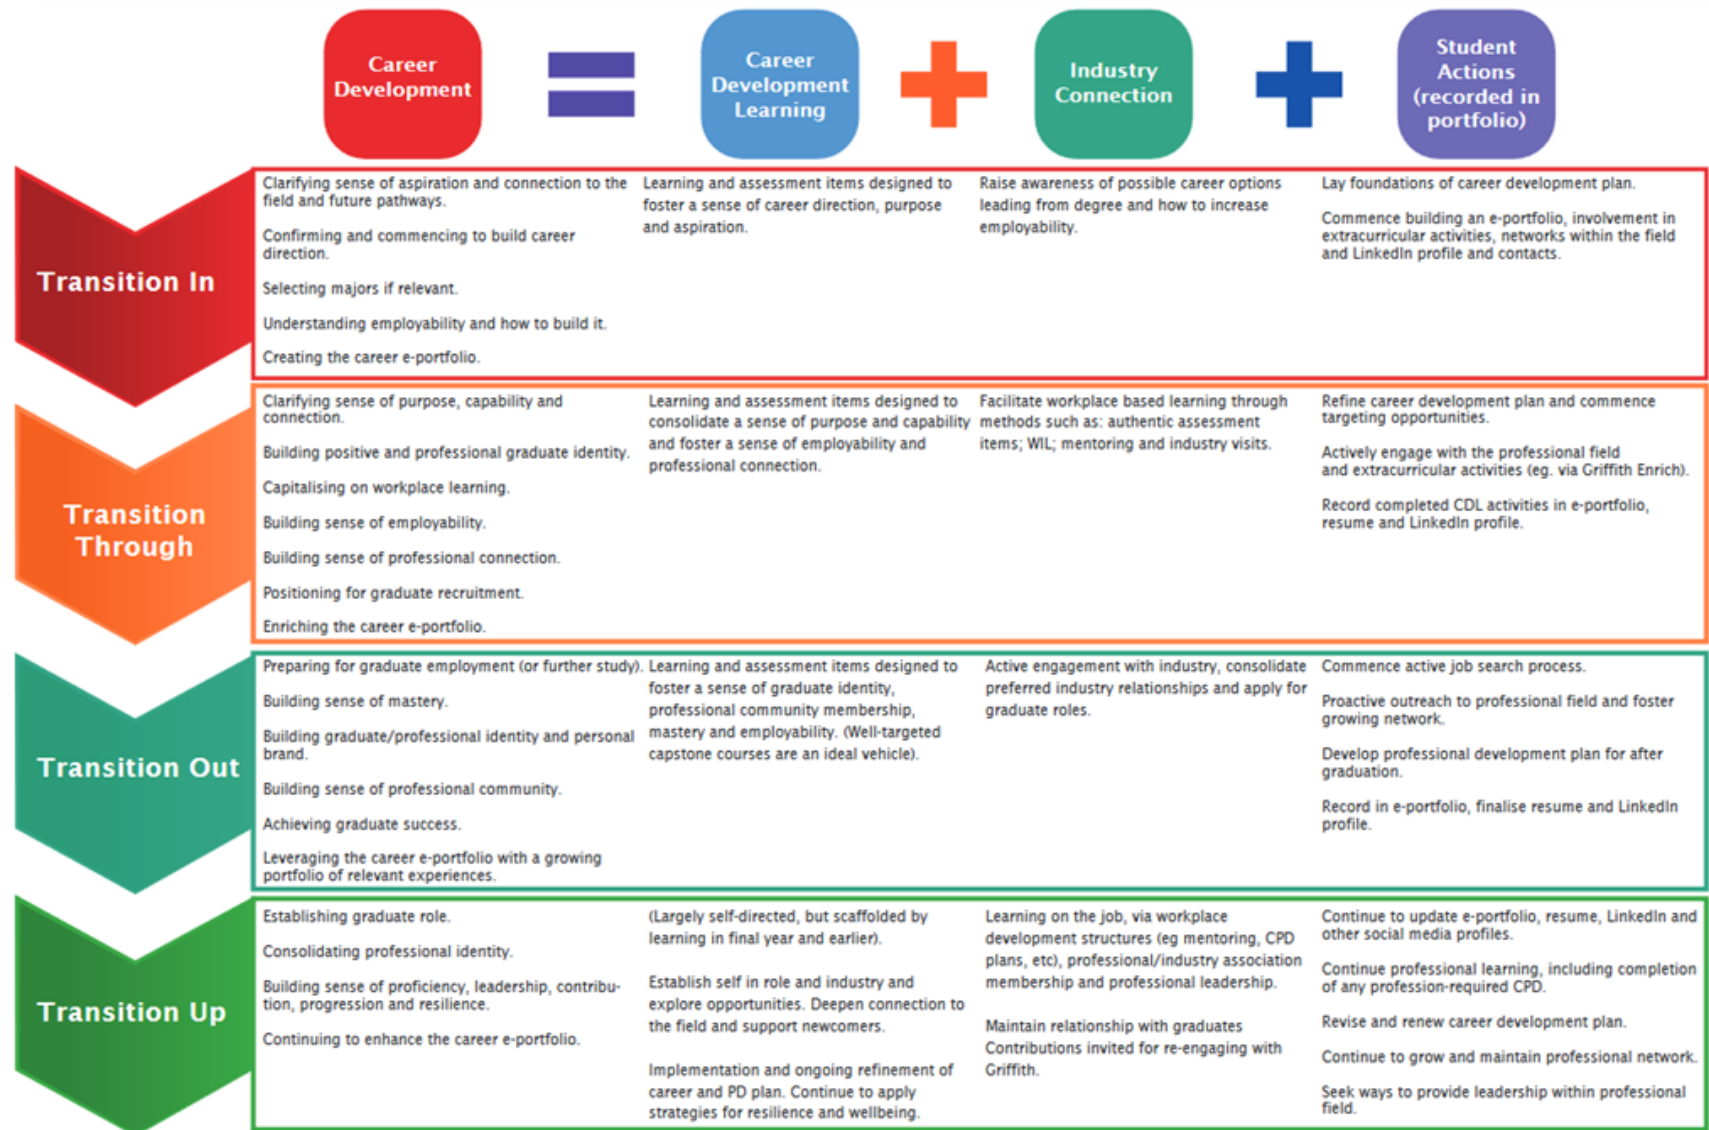 Career
Development
Career
Development
Learning
Industry
Connection
Student
Actions
(recorded in
portfolio)
Transition In
Clarifying sense of aspiration and connection to the
field and future pathways.
Confirming and commencing to build career
direction.
Selecting majors if relevant.
Understanding employability and how to build it.
Creating the career e-portfolio.
Learning and assessment items designed to
foster a sense of career direction, purpose
and aspiration.
Raise awareness of possible career options
leading from degree and how to increase
employability.
Lay foundations of career development plan.
Commence building an e-portfolio, involvement in
extracurricular activities, networks within the field
and LinkedIn profile and contacts.
Transition
Through
Clarifying sense of purpose, capability and
connection.
Building positive and professional graduate identity.
Capitalising on workplace learning.
Building sense of employability.
Building sense of professional connection.
Positioning for graduate recruitment.
Enriching the career e-portfolio.
Learning and assessment items designed to
consolidate a sense of purpose and capability
and foster a sense of employability and
professional connection.
Facilitate workplace based learning through
methods such as: authentic assessment
items; WIL; mentoring and industry visits.
Refine career development plan and commence
targeting opportunities.
Actively engage with the professional field
and extracurricular activities (eg. via Griffith Enrich).
Record completed CDL activities in e-portfolio,
resume and LinkedIn profile.
Transition Out
Preparing for graduate employment (or further study).
Building sense of mastery.
Building graduate/professional identity and personal
brand.
Building sense of professional community.
Achieving graduate success.
Leveraging the career e-portfolio with a growing
portfolio of relevant experiences.
Learning and assessment items designed to
foster a sense of graduate identity,
professional community membership,
mastery and employability. (Well-targeted
capstone courses are an ideal vehicle).
Active engagement with industry, consolidate
preferred industry relationships and apply for
graduate roles.
Commence active job search process.
Proactive outreach to professional field and foster
growing network.
Develop professional development plan for after
graduation.
Record in e-portfolio, finalise resume and LinkedIn
profile.
Transition Up
Establishing graduate role.
Consolidating professional identity.
Building sense of proficiency, leadership, contribu-
tion, progression and resilience.
Continuing to enhance the career e-portfolio.
(Largely self-directed, but scaffolded by
learning in final year and earlier).
Establish self in role and industry and
explore opportunities. Deepen connection to
the field and support newcomers.
Implementation and ongoing refinement of
career and PD plan. Continue to apply
strategies for resilience and wellbeing.
Learning on the job, via workplace
development structures (eg mentoring, CPD
plans, etc), professional/industry association
membership and professional leadership.
Maintain relationship with graduates
Contributions invited for re-engaging with
Griffith.
Continue to update e-portfolio, resume, LinkedIn and
other social media profiles.
Continue professional learning, including completion
of any profession-required CPD.
Revise and renew career development plan.
Continue to grow and maintain professional network.
Seek ways to provide leadership within professional
field.